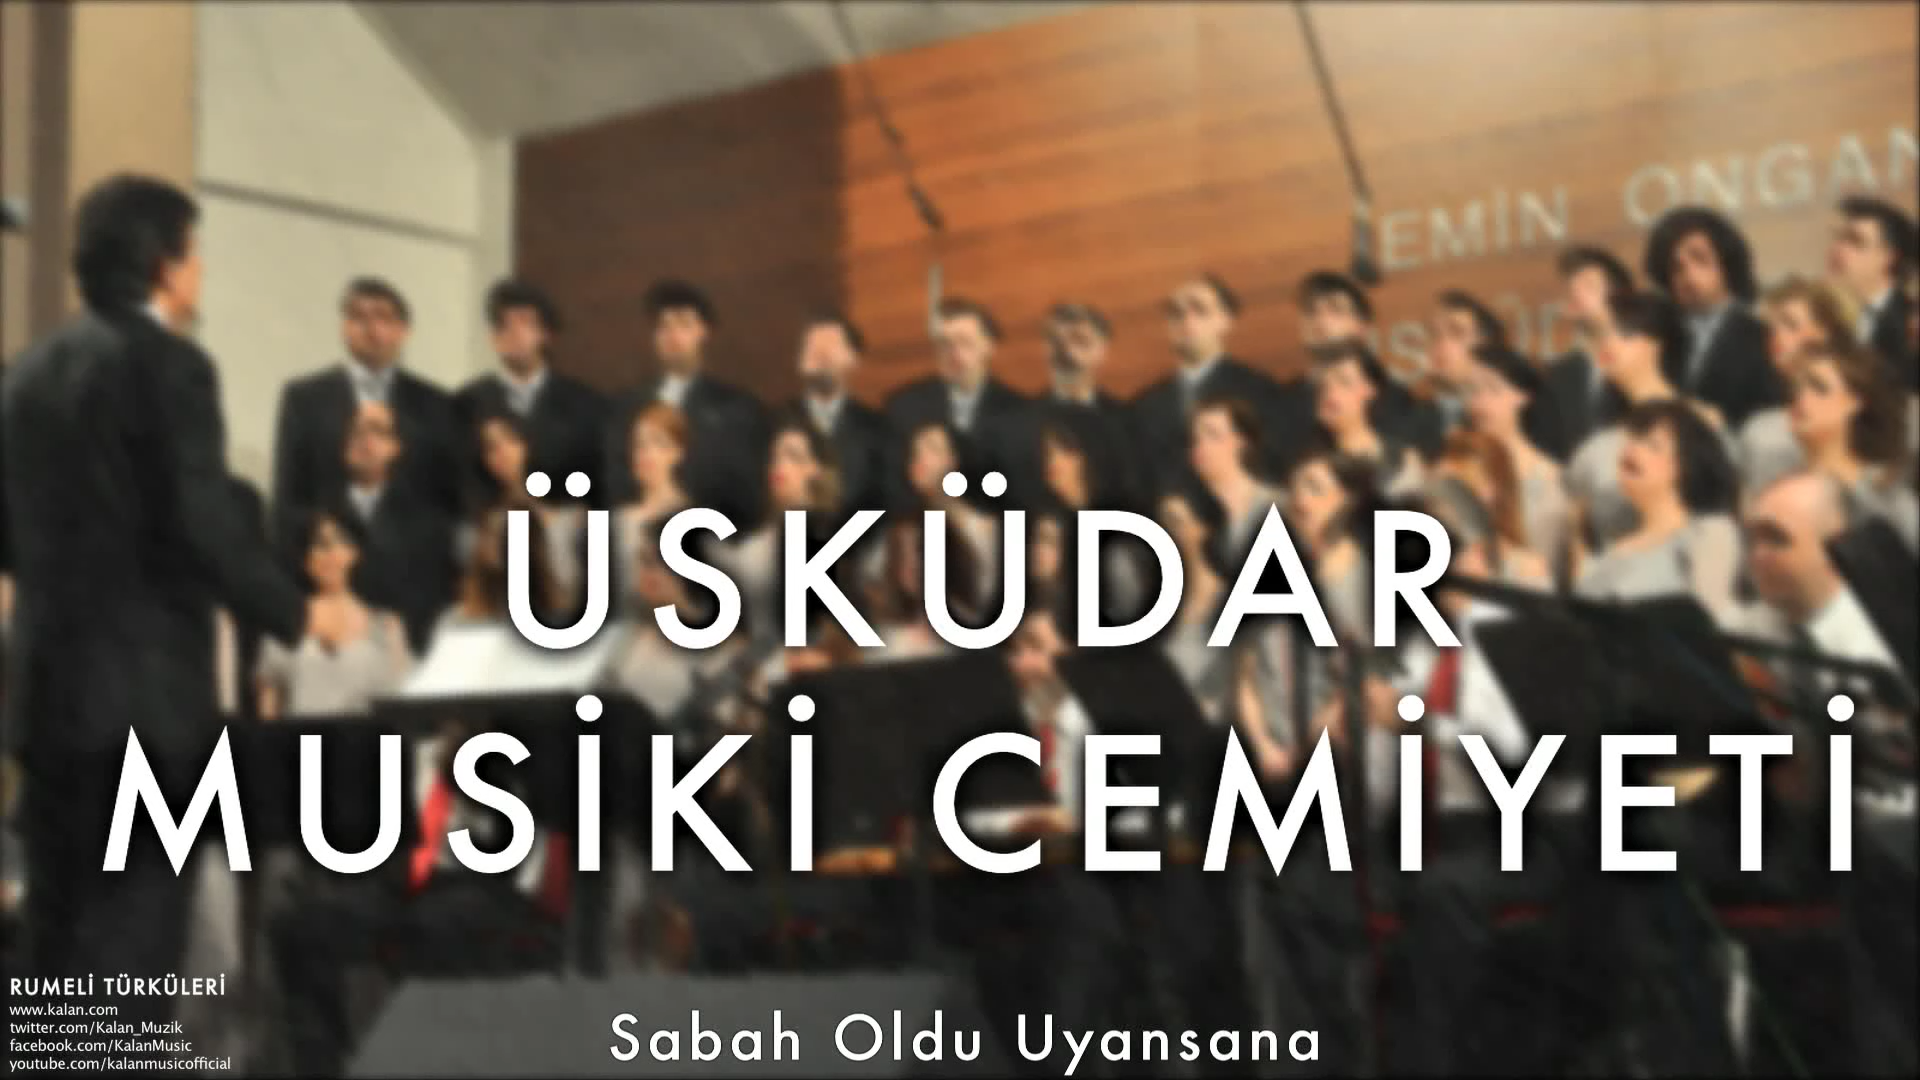 EMİN ONGAN
ÜSKÜDAR
MUSİKİ CEMİYETİ
RUMELİ TÜRKÜLERİ
www.kalan.com
twitter.com/Kalan_Muzik
facebook.com/KalanMusic
youtube.com/kalanmusicofficial
Sabah Oldu Uyansana